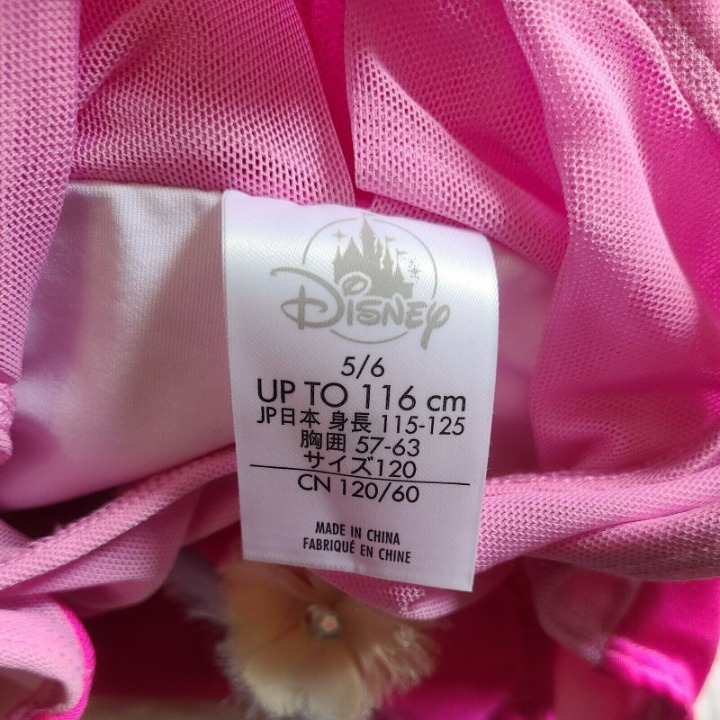 Disney
5/6
UP TO 116 cm
JP日本 身長 115-125
胸囲 57-63
サイズ120
CN 120/60
MADE IN CHINA
FABRIQUÉ EN CHINE